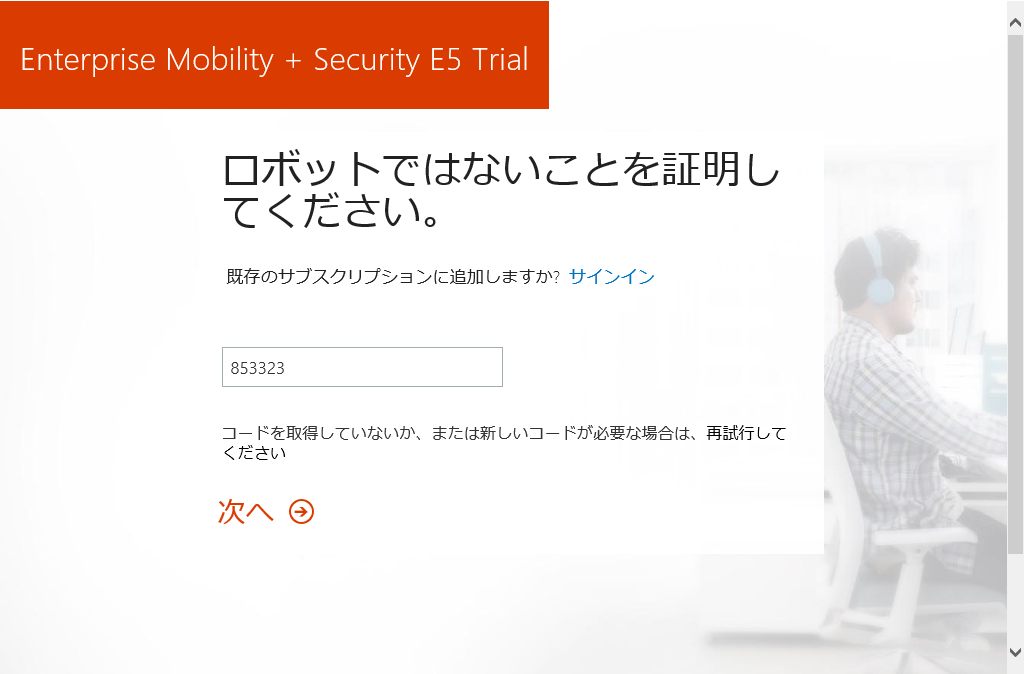 Enterprise Mobility + Security E5 Trial
ロボットではないことを証明し
てください。
既存のサブスクリプションに追加しますか? サインイン
853323
コードを取得していないか、または新しいコードが必要な場合は、再試行して
ください
次へ